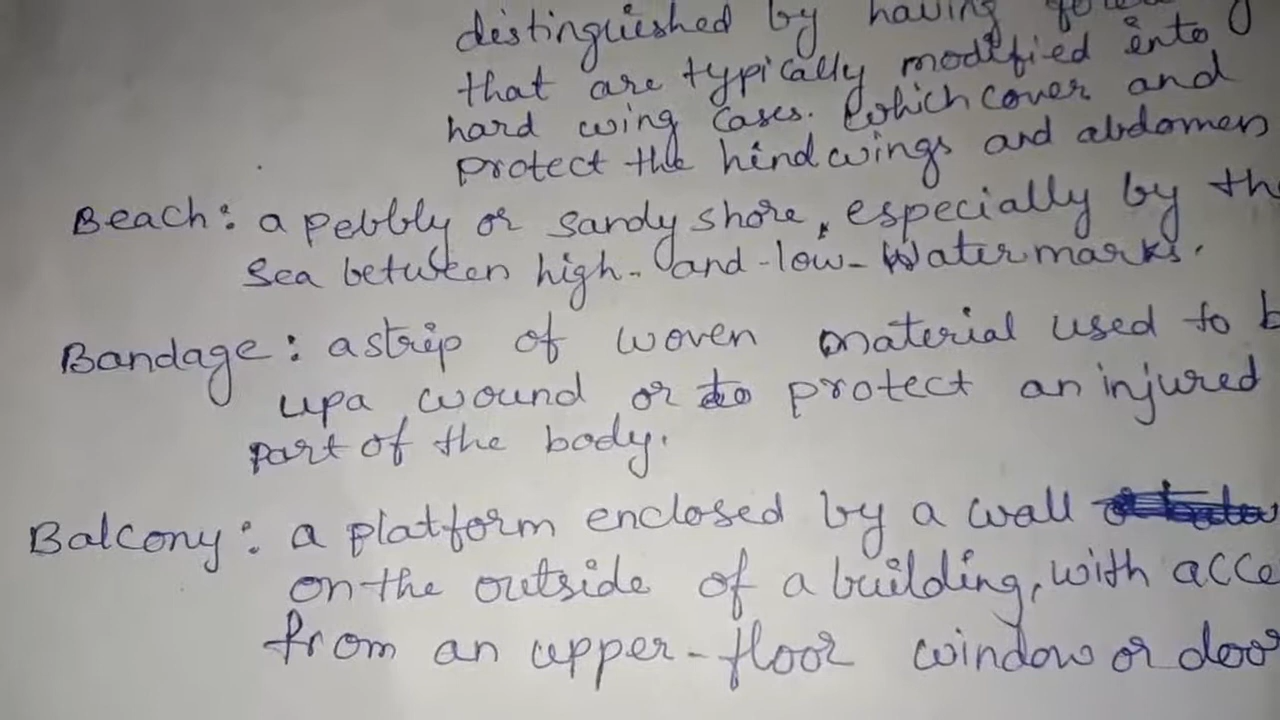 distinguished by having
that are typically modified into
hard wing cases. Which cover and
protect the hind wings and abdomen
Beach: a pebbly or sandy shore, especially by th
Sea between high- and-low- Watermarks.
Bandage: a strip of woven material used to b
up a wound or to protect an injured
part of the body.
Balcony: a platform enclosed by a wall
on the outside of a building, with acce
from an upper-floor window or door